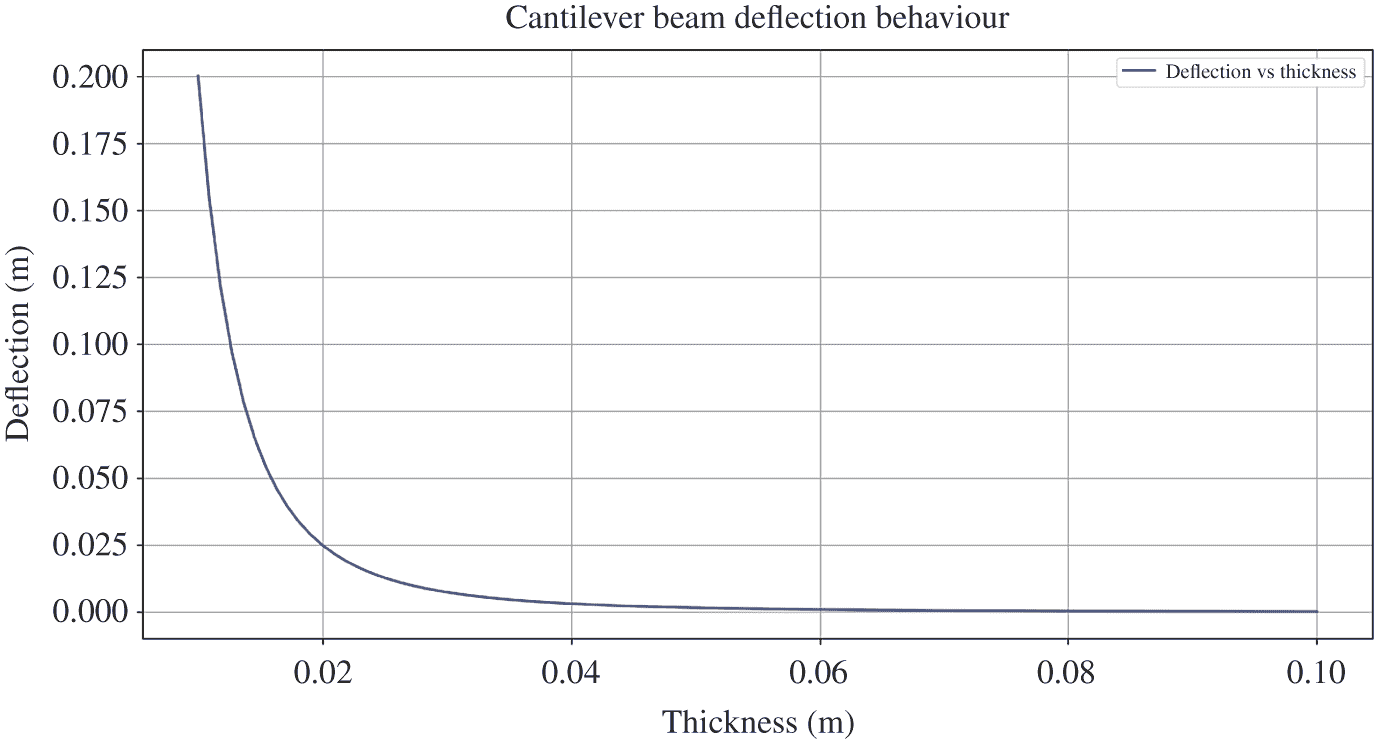 Cantilever beam deflection behaviour
Deflection vs thickness
Deflection (m)
0.200
0.175
0.150
0.125
0.100
0.075
0.050
0.025
0.000
0.02 0.04 0.06 0.08 0.10
Thickness (m)